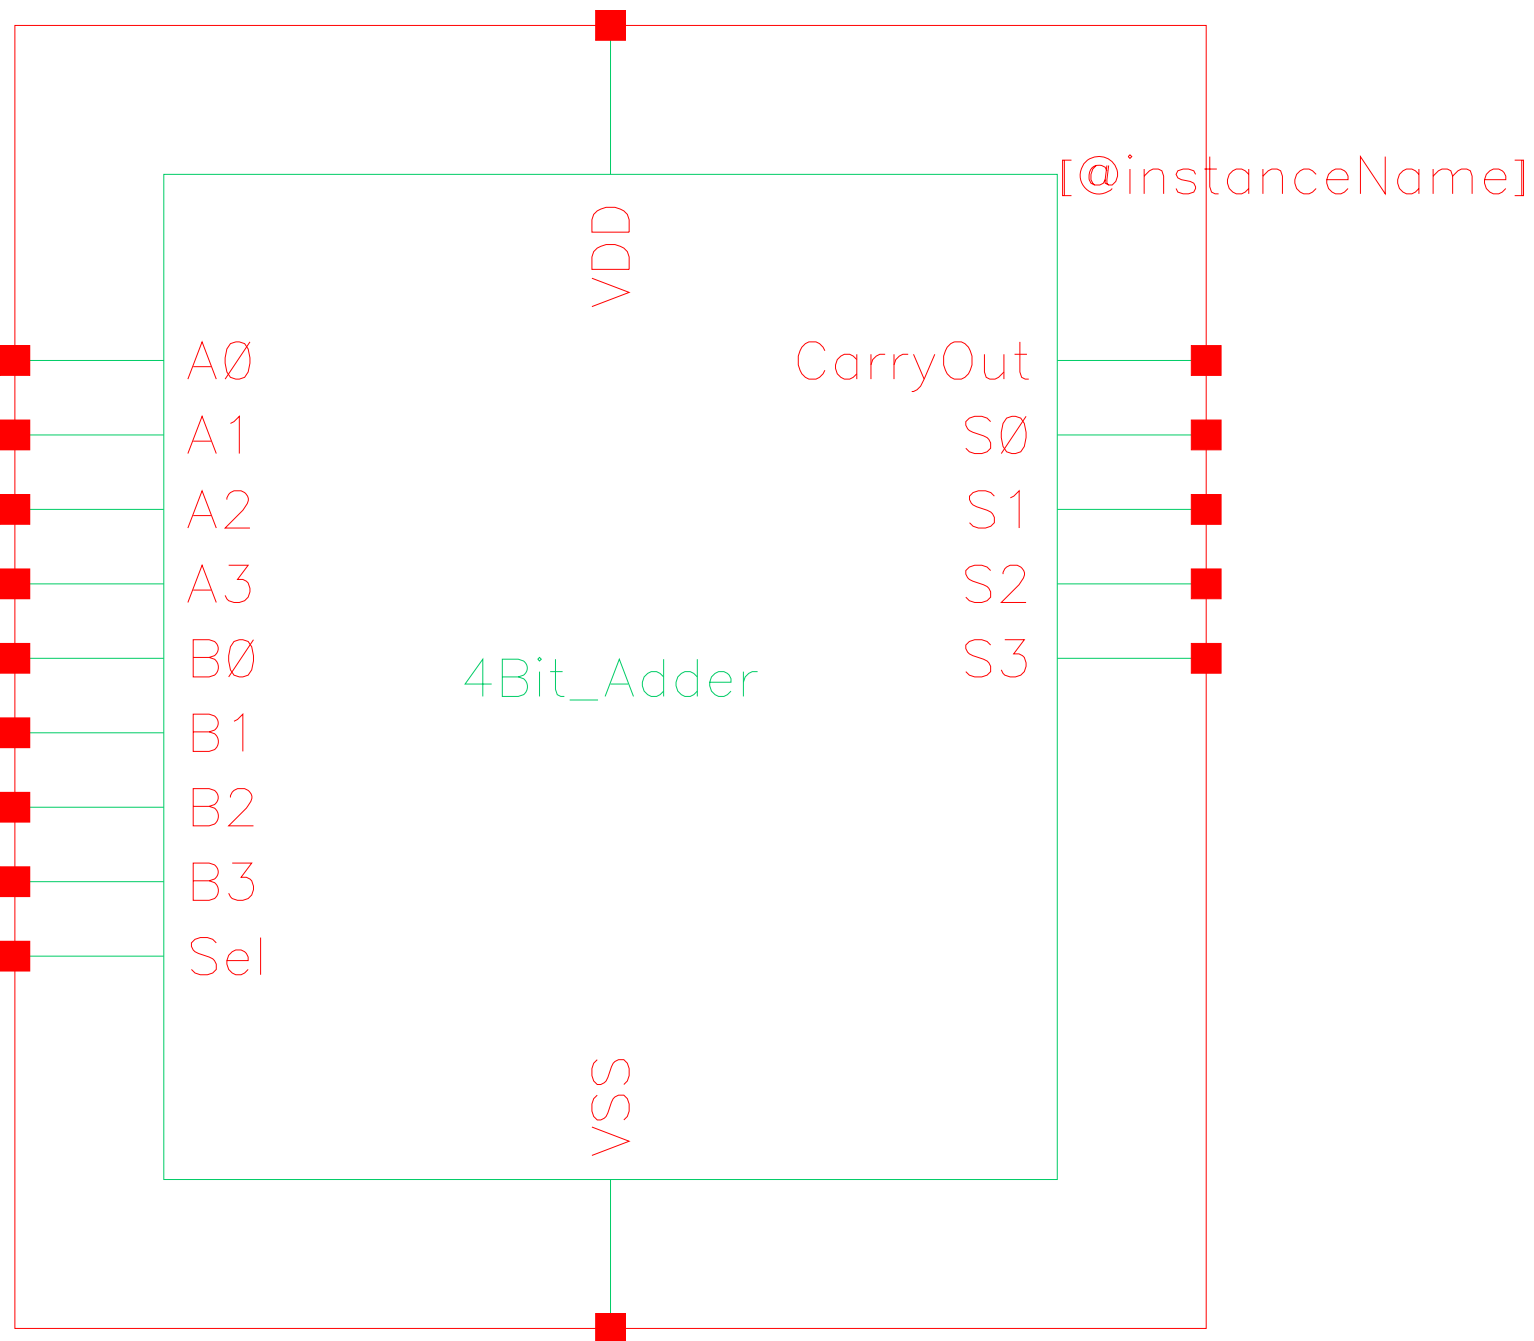 [@instanceName]
VDD
A0
CarryOut
A1
S0
A2
S1
A3
S2
B0
S3
4Bit_Adder
B1
B2
B3
Sel
VSS